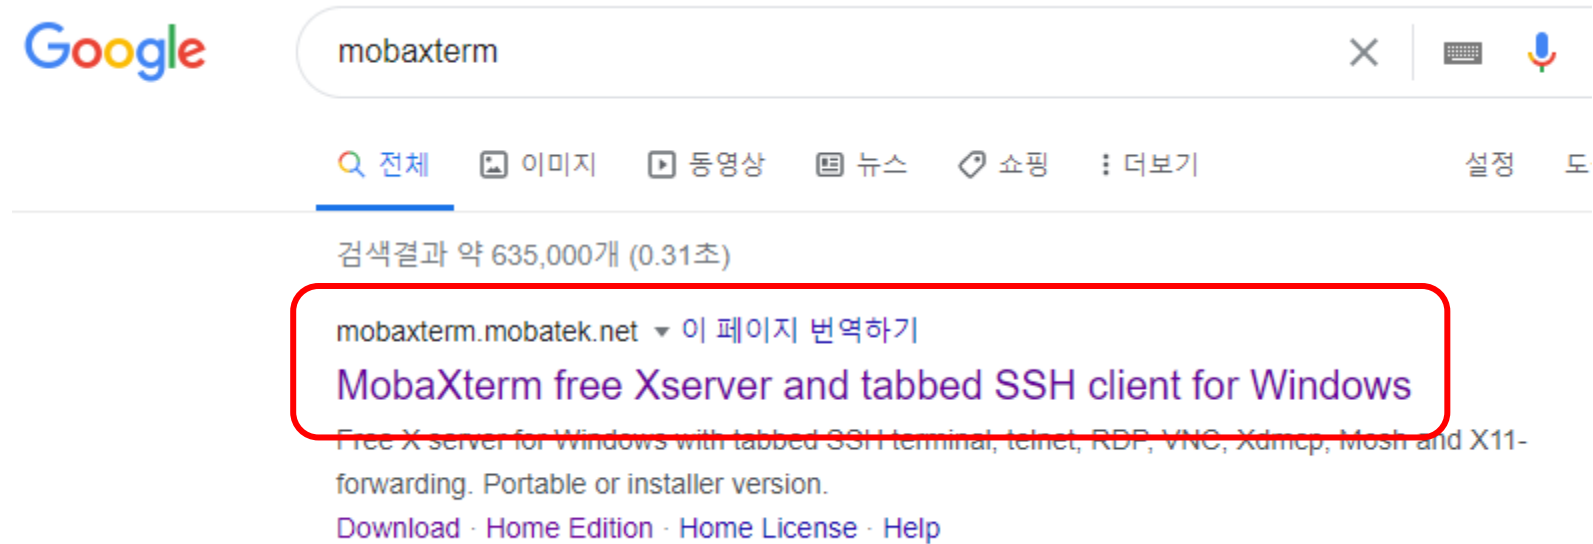 Google mobaxterm
전체 이미지 동영상 뉴스 쇼핑 더보기 설정
검색결과 약 635,000개 (0.31초)
mobaxterm.mobatek.net 이 페이지 번역하기
MobaXterm free Xserver and tabbed SSH client for Windows
Free X server for Windows with tabbed SSH terminal, telnet, RDP, VNC, Xdmcp, Mosh and X11-
forwarding. Portable or installer version.
Download · Home Edition · Home License · Help